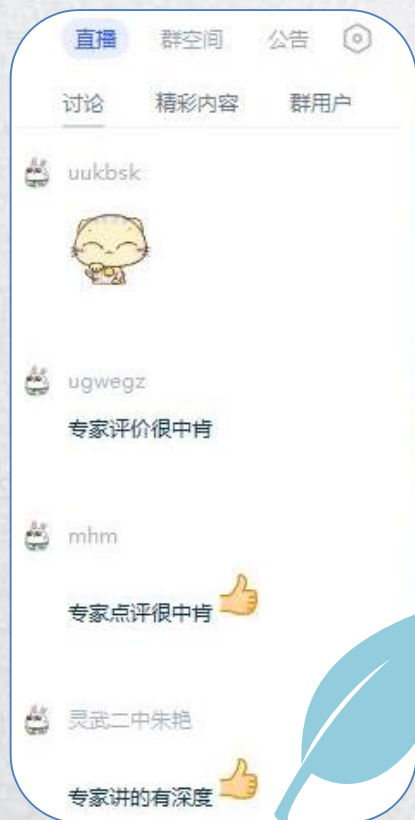 直播 群空间 公告
讨论 精彩内容 群用户
uukbsk
ugwegz
专家评价很中肯
mhm
专家点评很中肯
灵武二中朱艳
专家讲的有深度